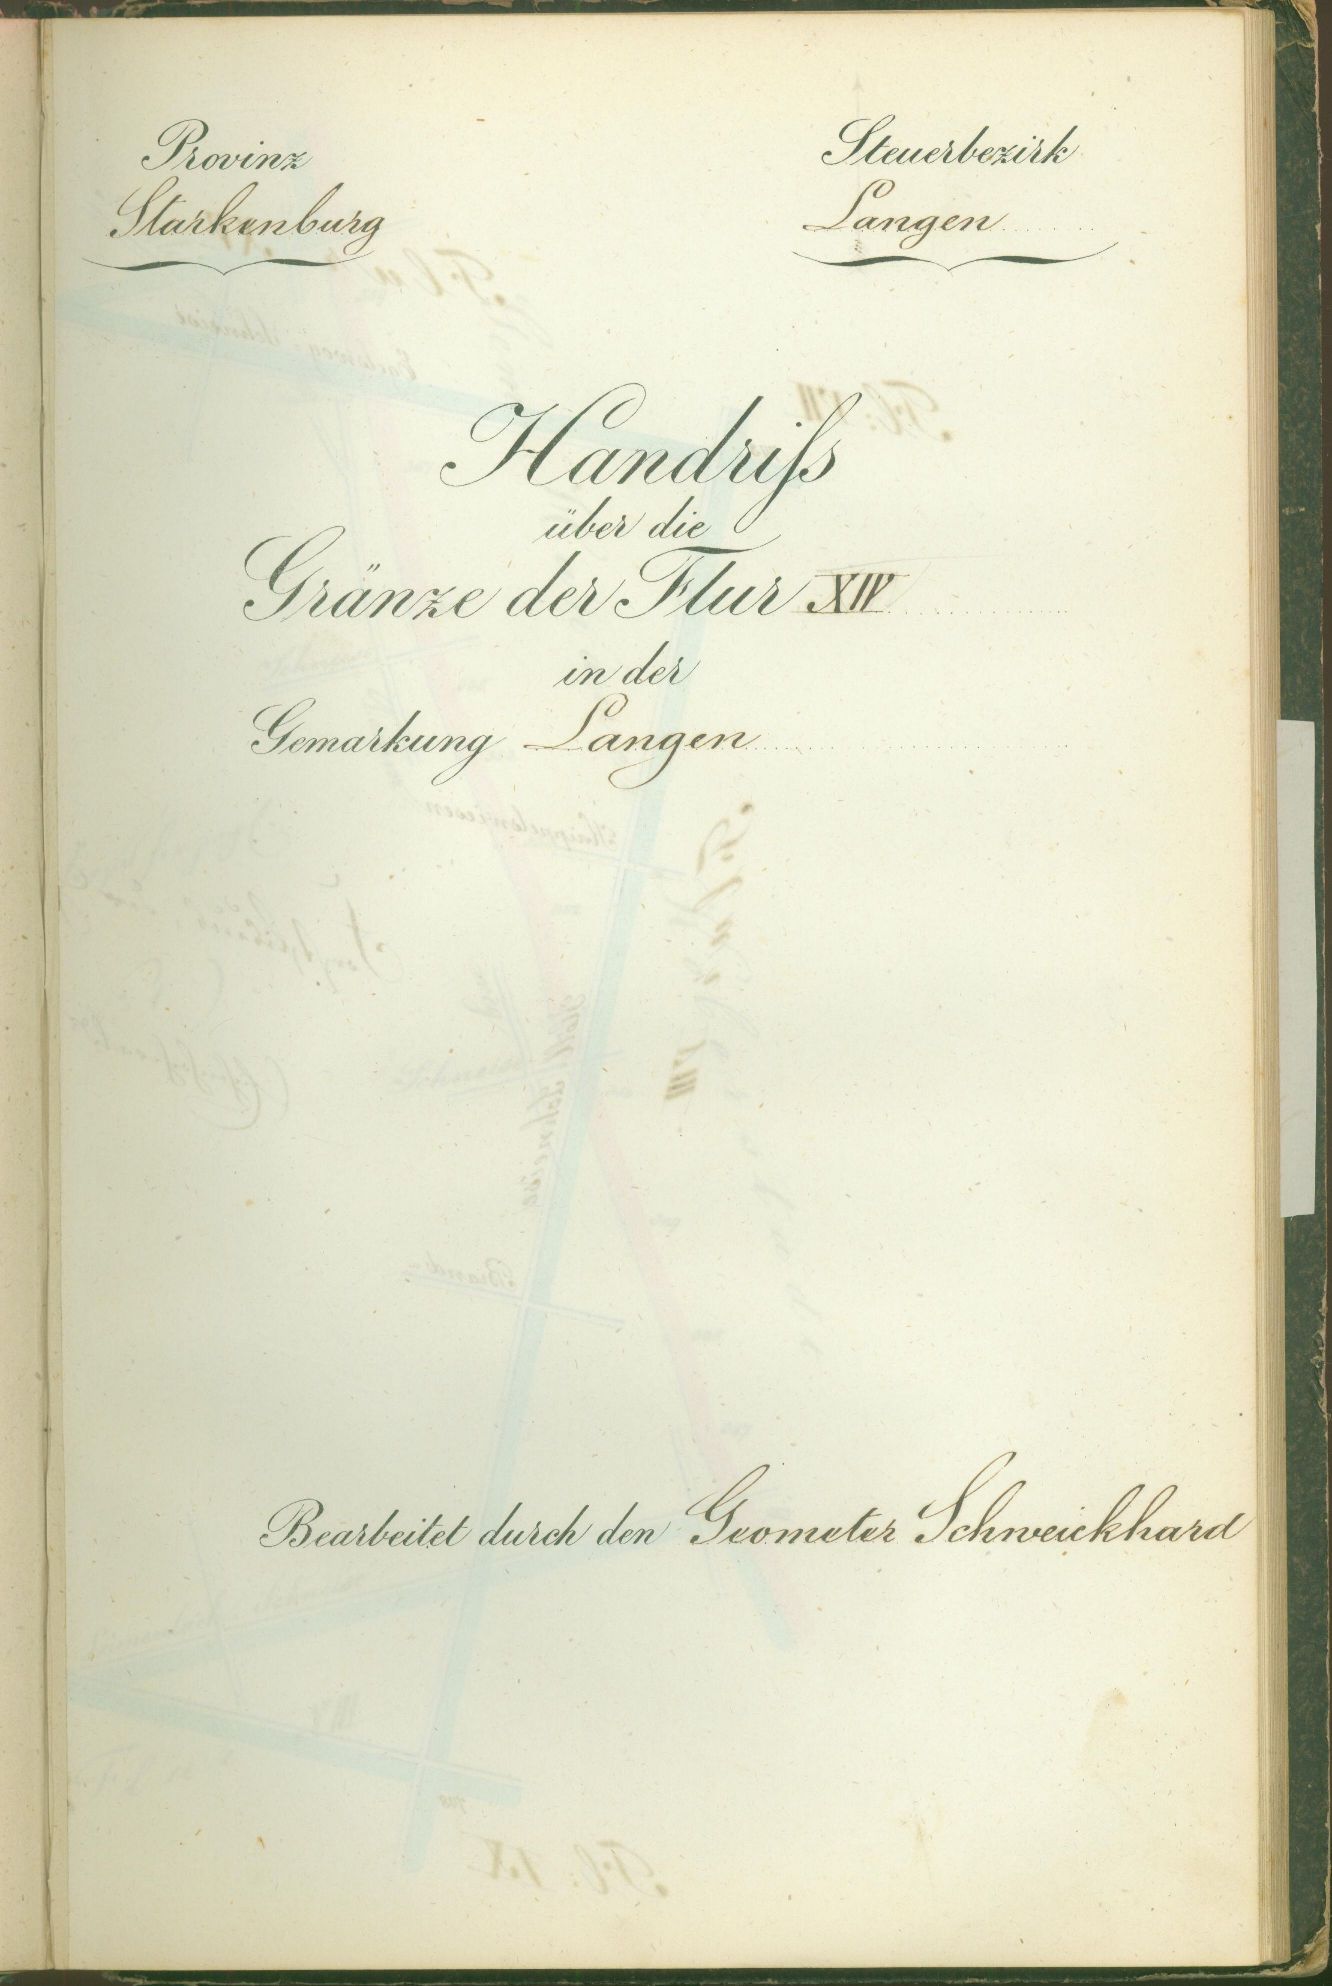 Provinz
Starkenburg
Steuerbezirk
Langen
Handriſs
über die
Gränze der Flur XIV
in der
Gemarkung Langen
Bearbeitet durch den Geometer Schweickhard